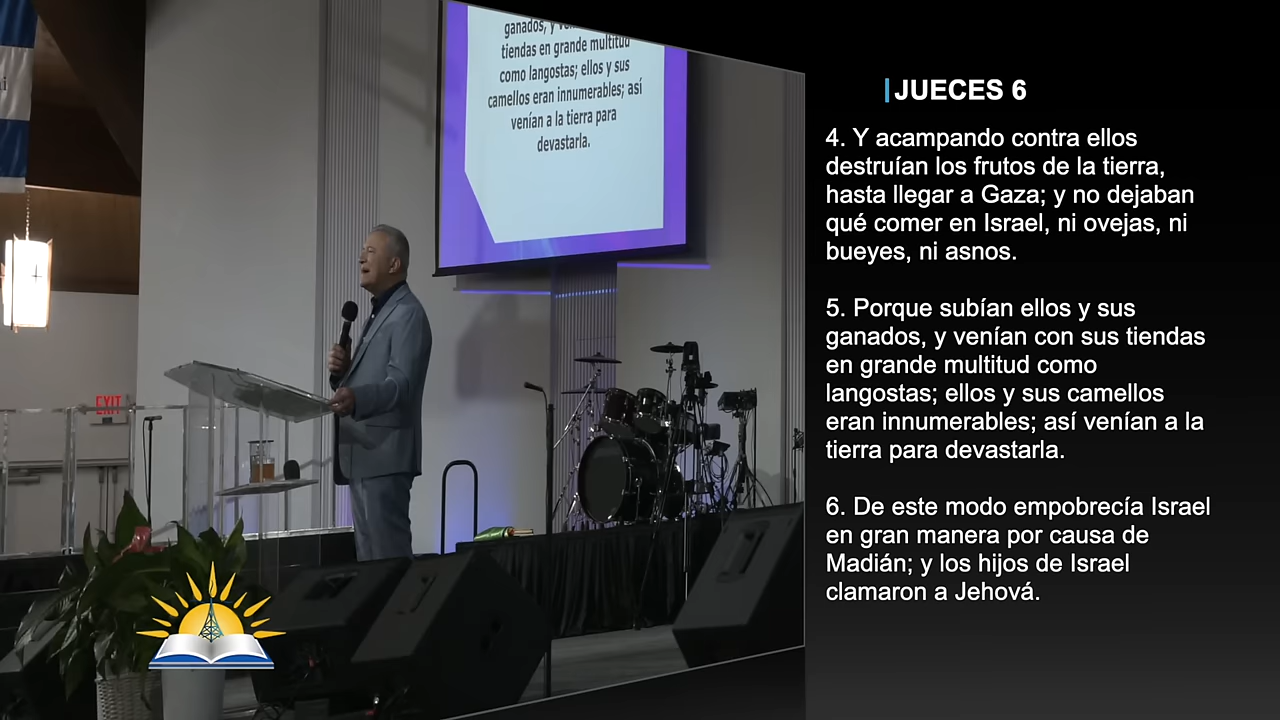 ganados, y
tiendas en grande multitud
como langostas; ellos y sus
camellos eran innumerables; así
venían a la tierra para
devastarla.
EXIT
JUECES 6
4. Y acampando contra ellos
destruían los frutos de la tierra,
hasta llegar a Gaza; y no dejaban
qué comer en Israel, ni ovejas, ni
bueyes, ni asnos.
5. Porque subían ellos y sus
ganados, y venían con sus tiendas
en grande multitud como
langostas; ellos y sus camellos
eran innumerables; así venían a la
tierra para devastarla.
6. De este modo empobrecía Israel
en gran manera por causa de
Madián; y los hijos de Israel
clamaron a Jehová.